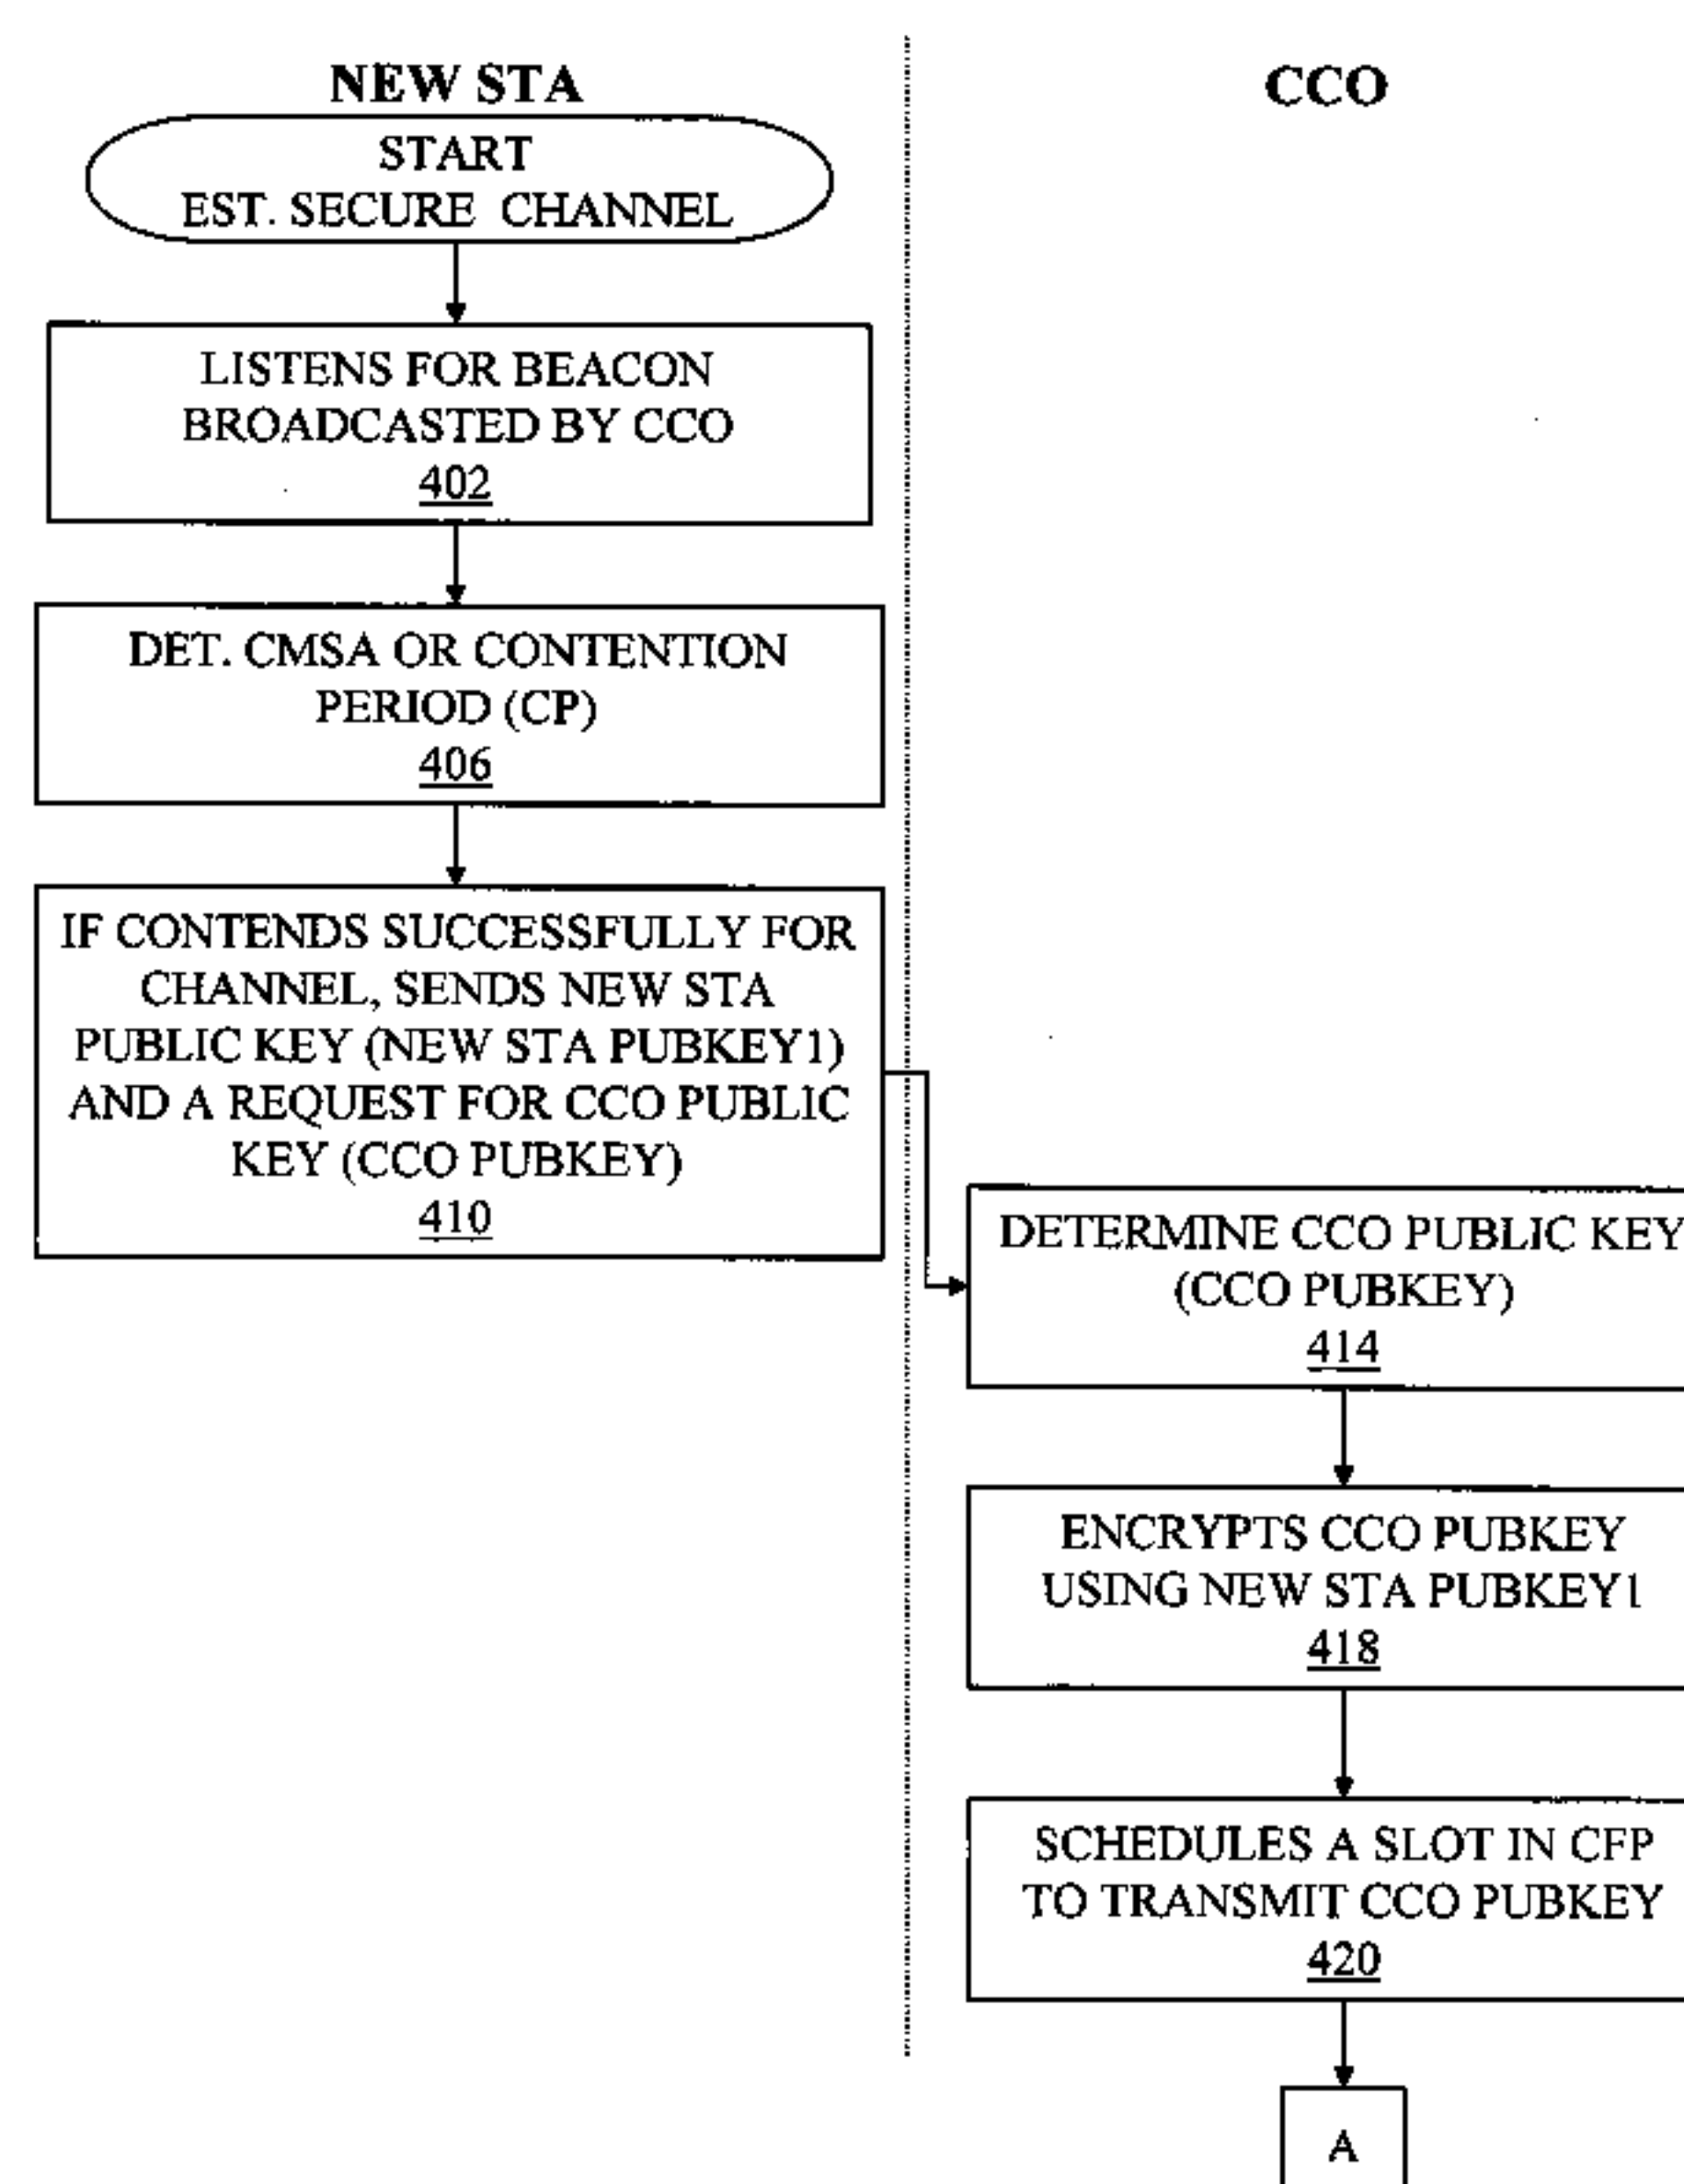 NEW STA
START
EST. SECURE CHANNEL
LISTENS FOR BEACON
BROADCASTED BY CCO
402
DET. CMSA OR CONTENTION
PERIOD (CP)
406
IF CONTENDS SUCCESSFULLY FOR
CHANNEL, SENDS NEW STA
PUBLIC KEY (NEW STA PUBKEY1)
AND A REQUEST FOR CCO PUBLIC
KEY (CCO PUBKEY)
410
CCO
DETERMINE CCO PUBLIC KEY
(CCO PUBKEY)
414
ENCRYPTS CCO PUBKEY
USING NEW STA PUBKEY1
418
SCHEDULES A SLOT IN CFP
TO TRANSMIT CCO PUBKEY
420
A